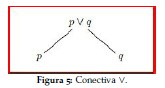 p ∨ q
p q
Figura 5: Conectiva ∨.